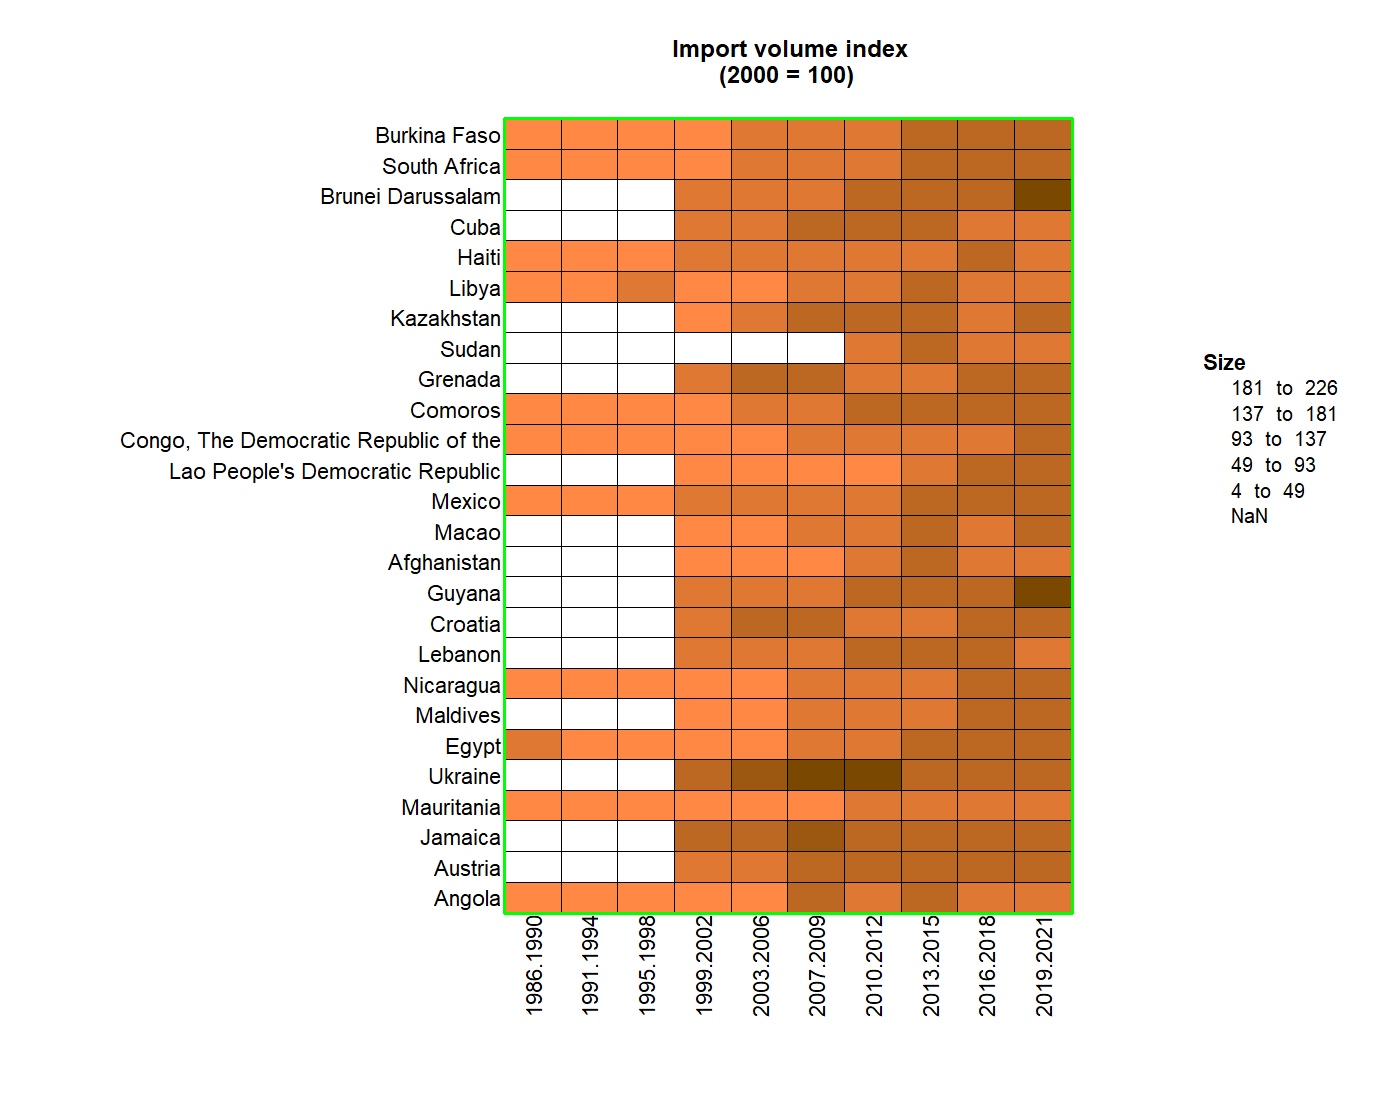 Import volume index
(2000 = 100)
Burkina Faso
South Africa
Brunei Darussalam
Cuba
Haiti
Libya
Kazakhstan
Sudan
Grenada
Comoros
Congo, The Democratic Republic of the
Lao People's Democratic Republic
Mexico
Macao
Afghanistan
Guyana
Croatia
Lebanon
Nicaragua
Maldives
Egypt
Ukraine
Mauritania
Jamaica
Austria
Angola
1986.1990
1991.1994
1995.1998
1999.2002
2003.2006
2007.2009
2010.2012
2013.2015
2016.2018
2019.2021
Size
181 to 226
137 to 181
93 to 137
49 to 93
4 to 49
NaN